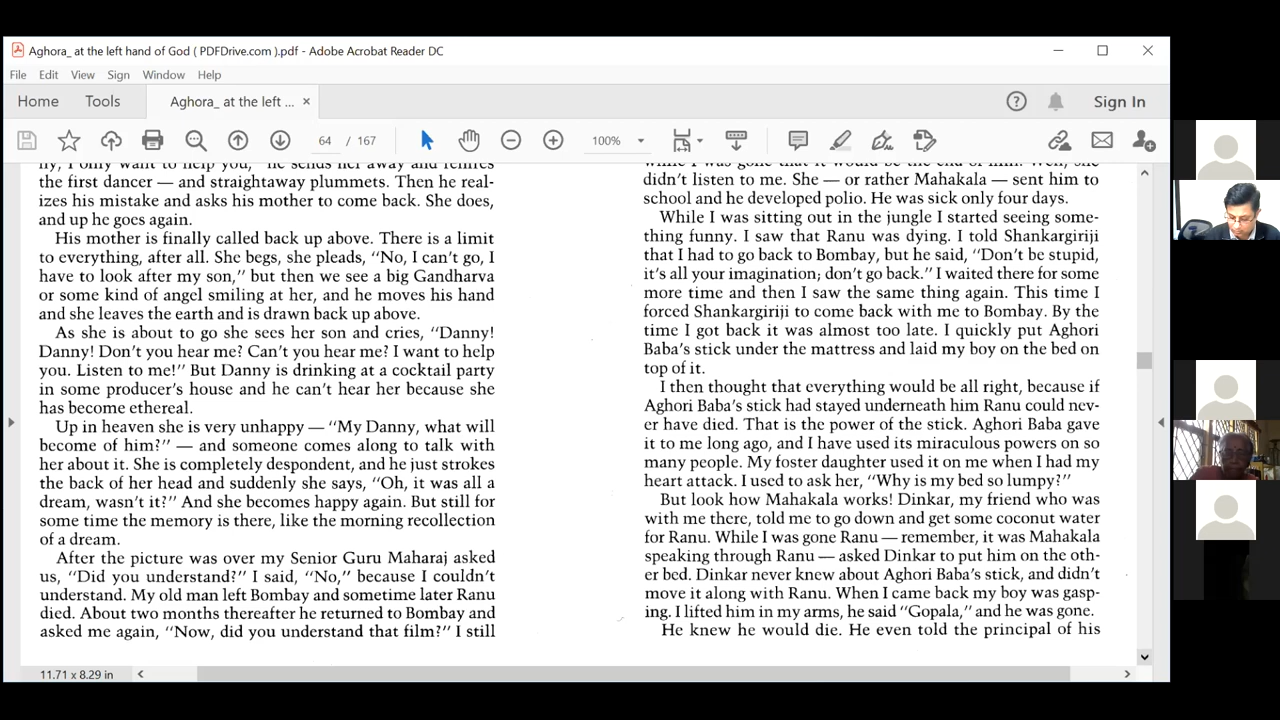 Aghora_ at the left hand of God ( PDFDrive.com ).pdf - Adobe Acrobat Reader DC
File Edit View Sign Window Help
Home Tools Aghora_ at the left ... × Sign In
64 / 167 100%
ny, I only want to help you," he sends her away and rehires
the first dancer — and straightaway plummets. Then he real-
izes his mistake and asks his mother to come back. She does,
and up he goes again.
His mother is finally called back up above. There is a limit
to everything, after all. She begs, she pleads, "No, I can't go, I
have to look after my son," but then we see a big Gandharva
or some kind of angel smiling at her, and he moves his hand
and she leaves the earth and is drawn back up above.
As she is about to go she sees her son and cries, "Danny!
Danny! Don't you hear me? Can't you hear me? I want to help
you. Listen to me!" But Danny is drinking at a cocktail party
in some producer's house and he can't hear her because she
has become ethereal.
Up in heaven she is very unhappy — "My Danny, what will
become of him?" — and someone comes along to talk with
her about it. She is completely despondent, and he just strokes
the back of her head and suddenly she says, "Oh, it was all a
dream, wasn't it?" And she becomes happy again. But still for
some time the memory is there, like the morning recollection
of a dream.
After the picture was over my Senior Guru Maharaj asked
us, "Did you understand?" I said, "No," because I couldn't
understand. My old man left Bombay and sometime later Ranu
died. About two months thereafter he returned to Bombay and
asked me again, "Now, did you understand that film?" I still
while I was gone that it would be the end of him. Well, she
didn't listen to me. She — or rather Mahakala — sent him to
school and he developed polio. He was sick only four days.
While I was sitting out in the jungle I started seeing some-
thing funny. I saw that Ranu was dying. I told Shankargiriji
that I had to go back to Bombay, but he said, "Don't be stupid,
it's all your imagination; don't go back." I waited there for some
more time and then I saw the same thing again. This time I
forced Shankargiriji to come back with me to Bombay. By the
time I got back it was almost too late. I quickly put Aghori
Baba's stick under the mattress and laid my boy on the bed on
top of it.
I then thought that everything would be all right, because if
Aghori Baba's stick had stayed underneath him Ranu could nev-
er have died. That is the power of the stick. Aghori Baba gave
it to me long ago, and I have used its miraculous powers on so
many people. My foster daughter used it on me when I had my
heart attack. I used to ask her, "Why is my bed so lumpy?"
But look how Mahakala works! Dinkar, my friend who was
with me there, told me to go down and get some coconut water
for Ranu. While I was gone Ranu — remember, it was Mahakala
speaking through Ranu — asked Dinkar to put him on the oth-
er bed. Dinkar never knew about Aghori Baba's stick, and didn't
move it along with Ranu. When I came back my boy was gasp-
ing. I lifted him in my arms, he said "Gopala," and he was gone.
He knew he would die. He even told the principal of his
11.71 x 8.29 in